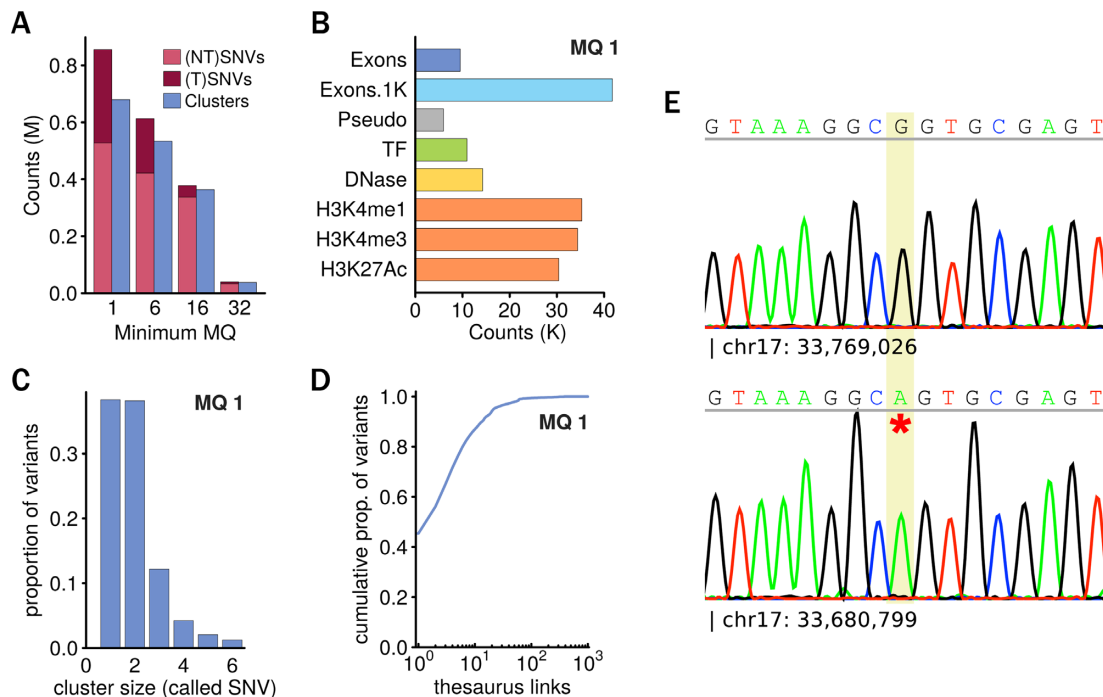 A
0.8
0.6
0.4
0.2
0.0
Counts (M)
(NT)SNVs
(T)SNVs
Clusters
1 6 16 32
Minimum MQ
B
MQ 1
Exons
Exons.1K
Pseudo
TF
DNase
H3K4me1
H3K4me3
H3K27Ac
0 10 20 30 40
Counts (K)
C
MQ 1
0.3
0.2
0.1
0.0
proportion of variants
0 2 4 6
cluster size (called SNV)
D
MQ 1
1.0
0.8
0.6
0.4
0.2
0.0
cumulative prop. of variants
10⁰ 10¹ 10² 10³
thesaurus links
E
G T A A A G G C G G T G C G A G T
| chr17: 33,769,026
G T A A A G G C A G T G C G A G T
*
| chr17: 33,680,799